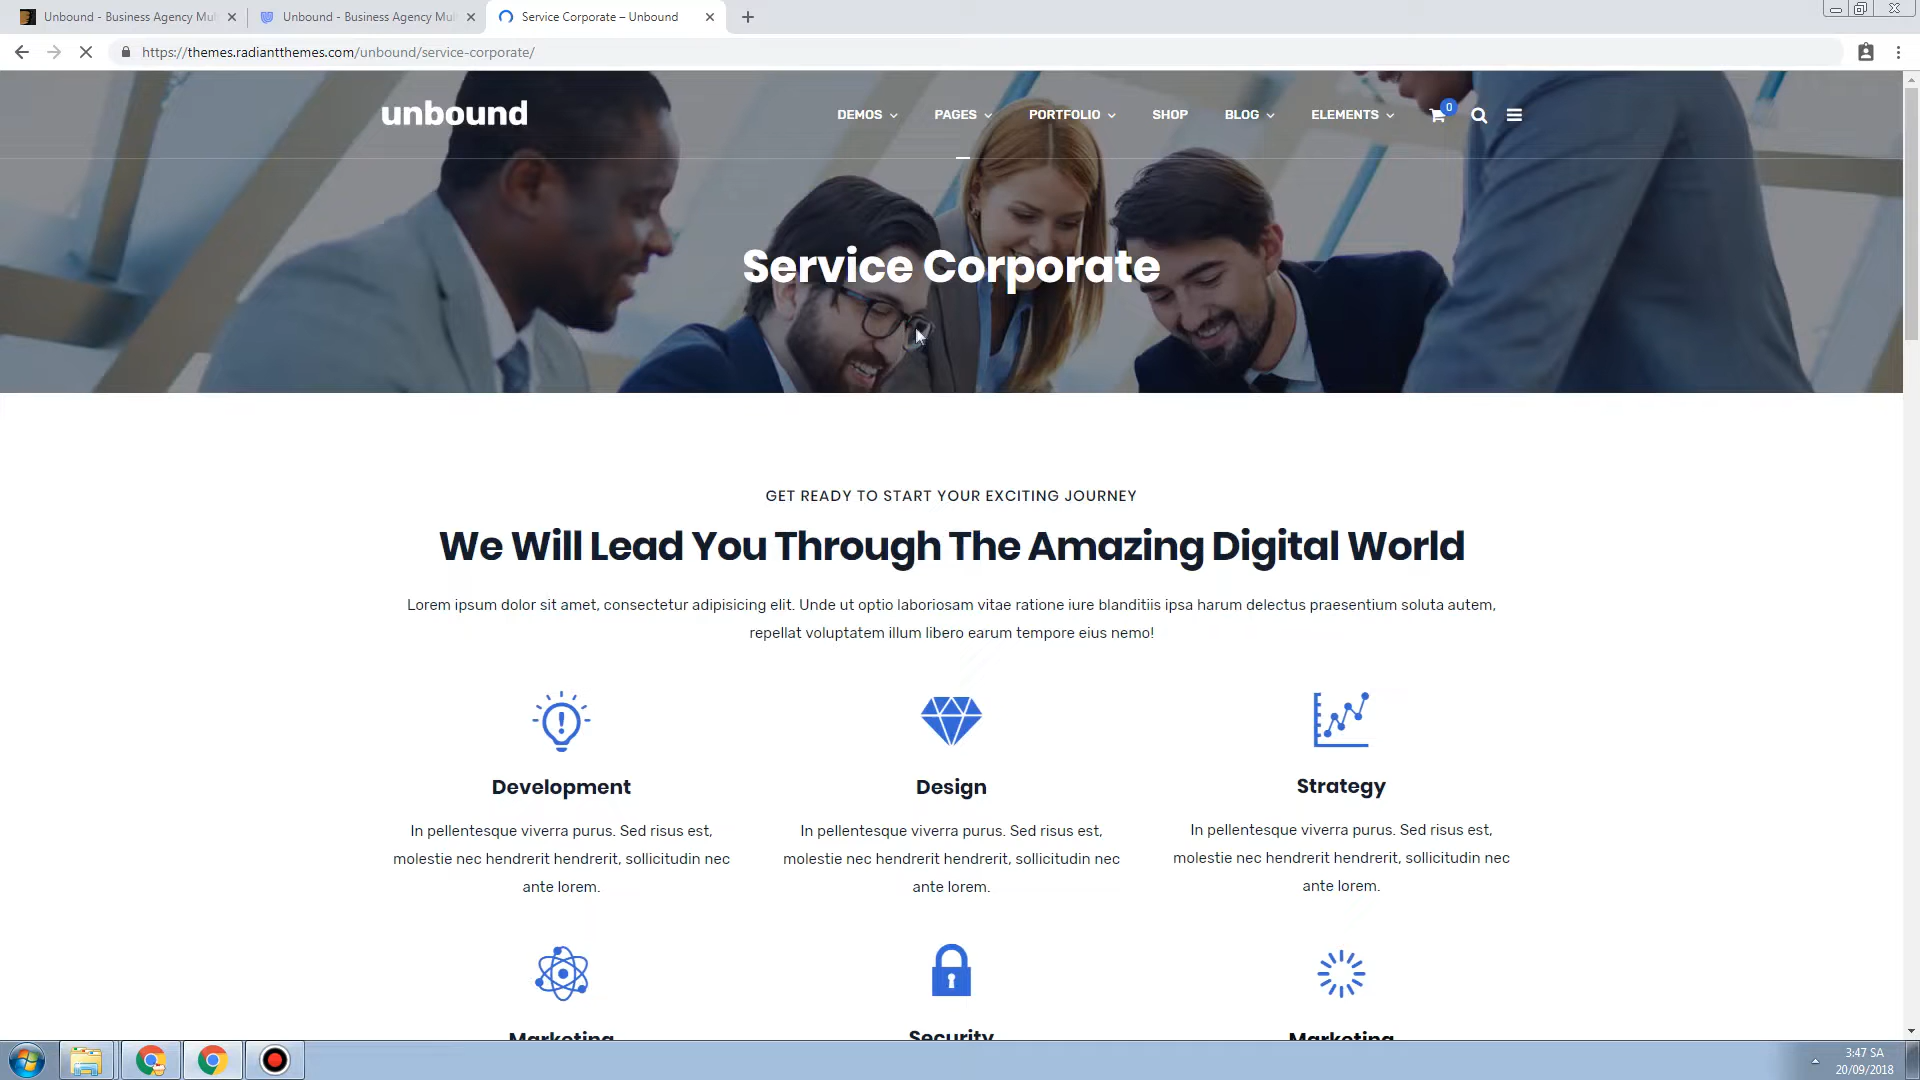 Unbound - Business Agency Mul
Unbound - Business Agency Mul
Service Corporate – Unbound
https://themes.radiantthemes.com/unbound/service-corporate/
unbound
DEMOS
PAGES
PORTFOLIO
SHOP
BLOG
ELEMENTS
0
Service Corporate
GET READY TO START YOUR EXCITING JOURNEY
We Will Lead You Through The Amazing Digital World
Lorem ipsum dolor sit amet, consectetur adipisicing elit. Unde ut optio laboriosam vitae ratione iure blanditiis ipsa harum delectus praesentium soluta autem,
repellat voluptatem illum libero earum tempore eius nemo!
Development
In pellentesque viverra purus. Sed risus est,
molestie nec hendrerit hendrerit, sollicitudin nec
ante lorem.
Design
In pellentesque viverra purus. Sed risus est,
molestie nec hendrerit hendrerit, sollicitudin nec
ante lorem.
Strategy
In pellentesque viverra purus. Sed risus est,
molestie nec hendrerit hendrerit, sollicitudin nec
ante lorem.
Marketing
Security
Marketing
3:47 SA
20/09/2018